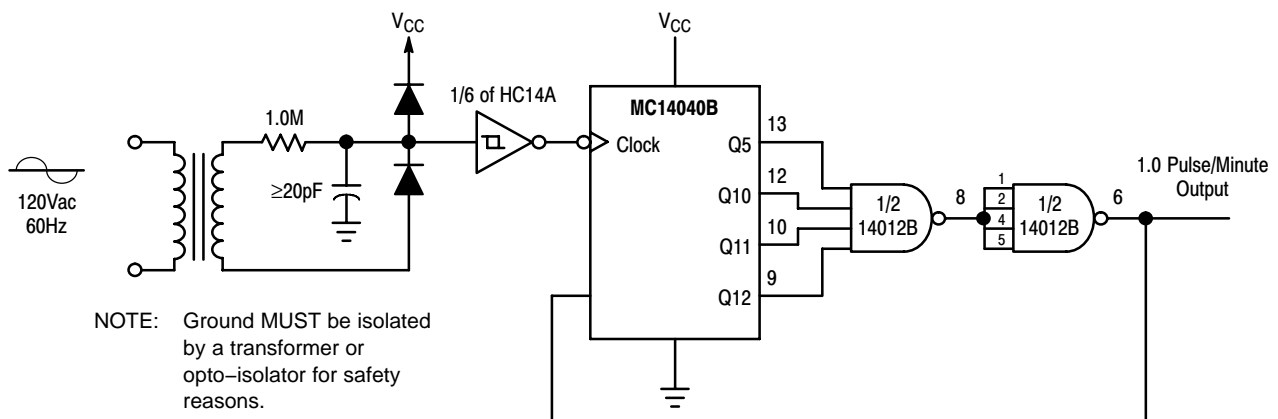 VCC
VCC
1/6 of HC14A
MC14040B
1.0M
13
Clock
Q5
1.0 Pulse/Minute
Output
≥20pF
120Vac
60Hz
12
Q10
1/2
14012B
8
1
2
4
5
1/2
14012B
6
10
Q11
9
Q12
NOTE: Ground MUST be isolated
by a transformer or
opto−isolator for safety
reasons.